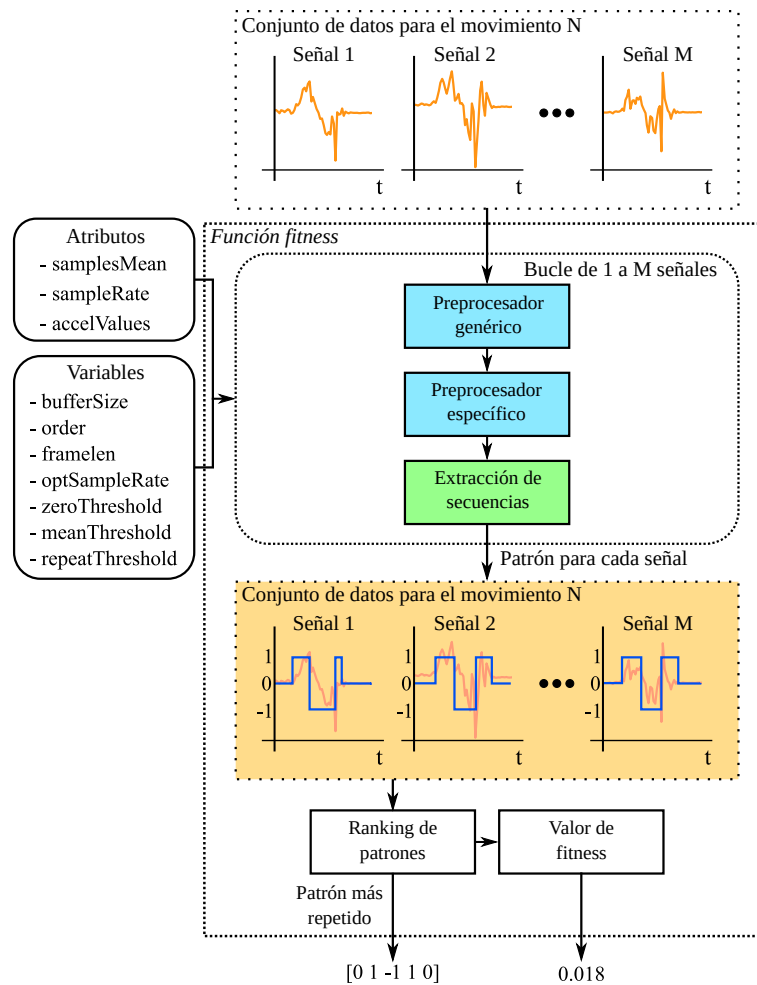 Conjunto de datos para el movimiento N
Señal 1
Señal 2
Señal M
t
t
t
Atributos
- samplesMean
- sampleRate
- accelValues
Variables
- bufferSize
- order
- framelen
- optSampleRate
- zeroThreshold
- meanThreshold
- repeatThreshold
Función fitness
Bucle de 1 a M señales
Preprocesador
genérico
Preprocesador
específico
Extracción de
secuencias
Patrón para cada señal
Conjunto de datos para el movimiento N
Señal 1
Señal 2
Señal M
1
0
-1
t
1
0
-1
t
1
0
-1
t
Ranking de
patrones
Valor de
fitness
Patrón más
repetido
[0 1 -1 1 0]
0.018